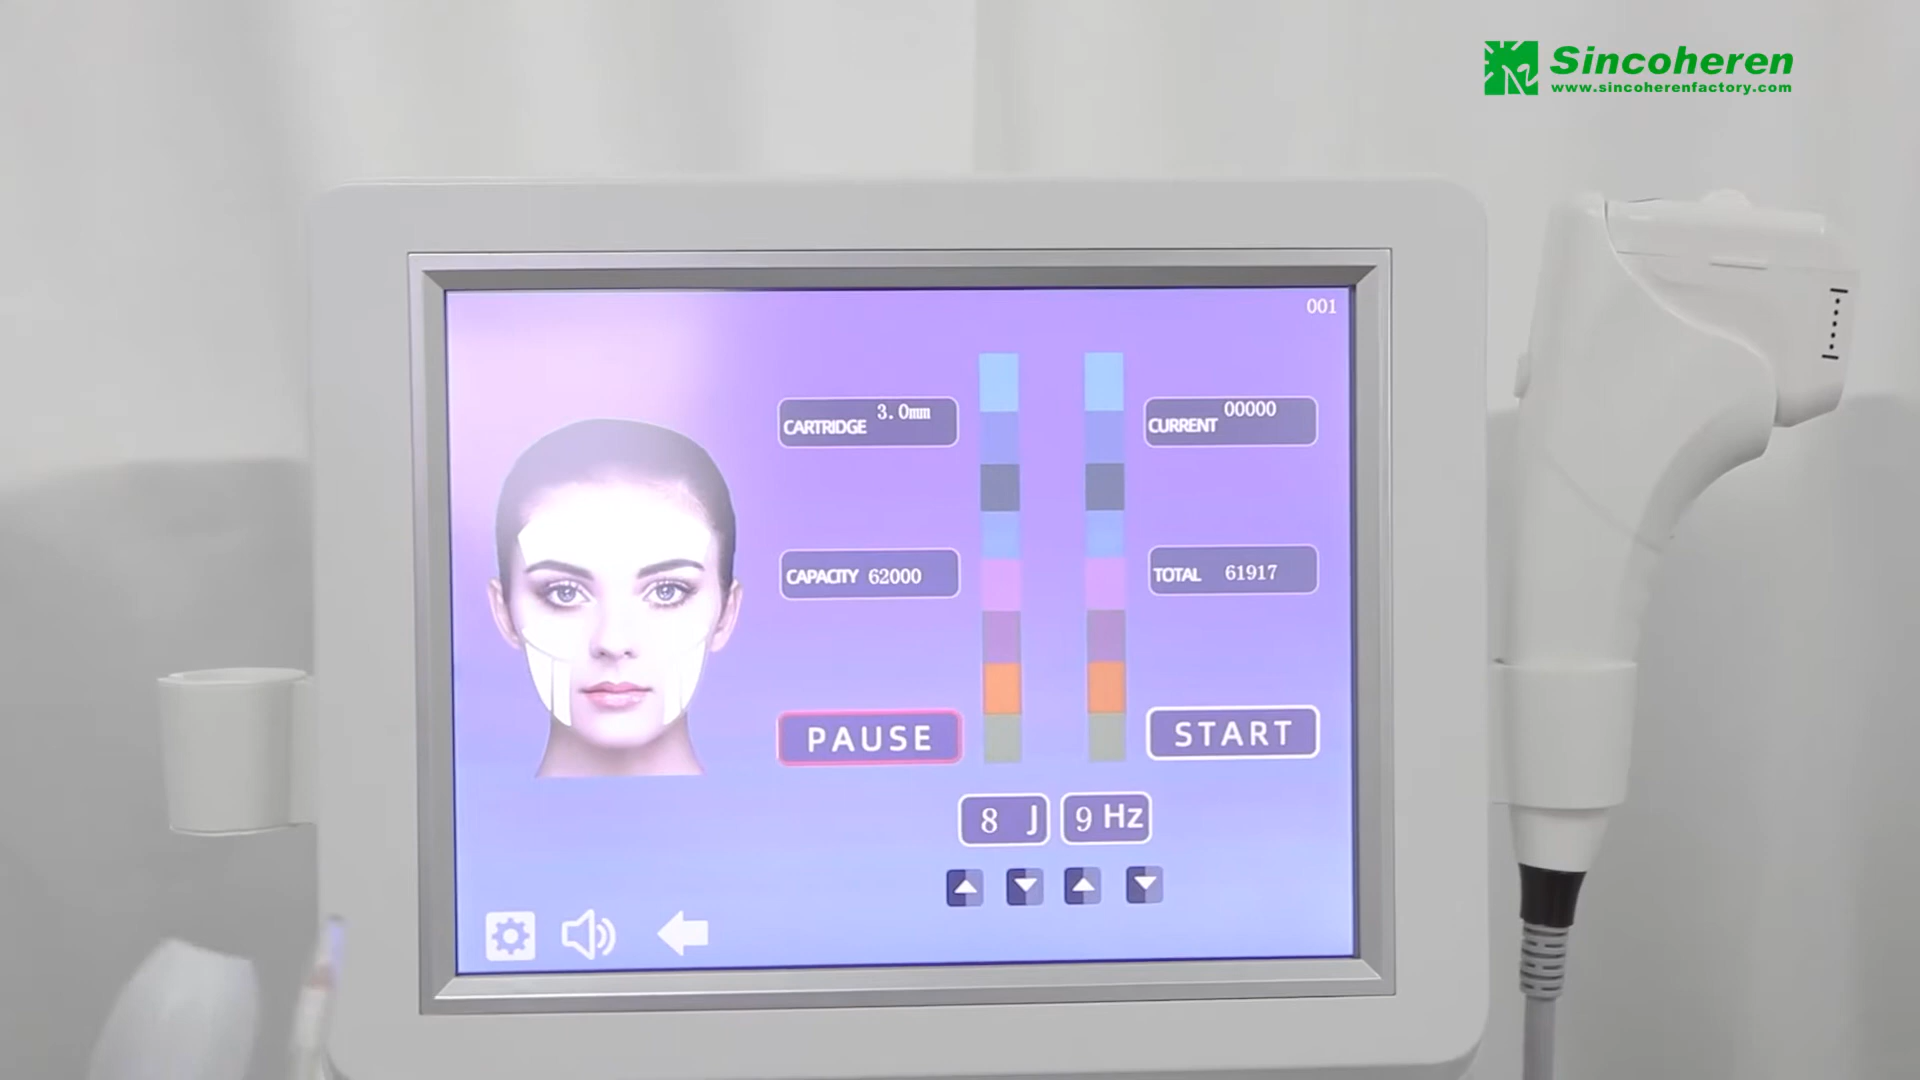 Sincoheren
www.sincoherenfactory.com
001
CARTRIDGE 3.0mm
CURRENT 00000
CAPACITY 62000
TOTAL 61917
PAUSE
START
8 J
9 Hz